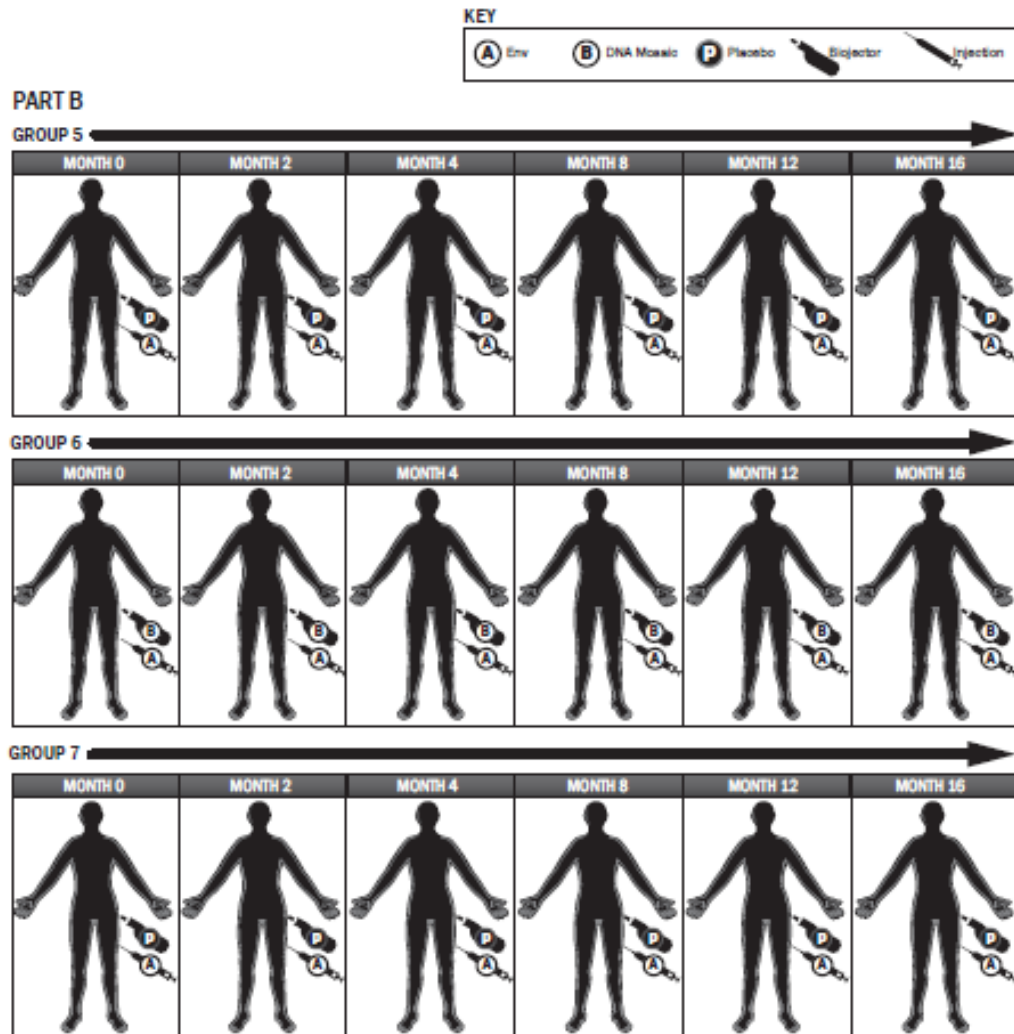 KEY
A Env B DNA Mosaic P Placebo Biojector Injection
PART B
GROUP 5
MONTH 0 MONTH 2 MONTH 4 MONTH 8 MONTH 12 MONTH 16
P P P P P P
A A A A A A
GROUP 6
MONTH 0 MONTH 2 MONTH 4 MONTH 8 MONTH 12 MONTH 16
B B B B B B
A A A A A A
GROUP 7
MONTH 0 MONTH 2 MONTH 4 MONTH 8 MONTH 12 MONTH 16
P P P P P P
A A A A A A